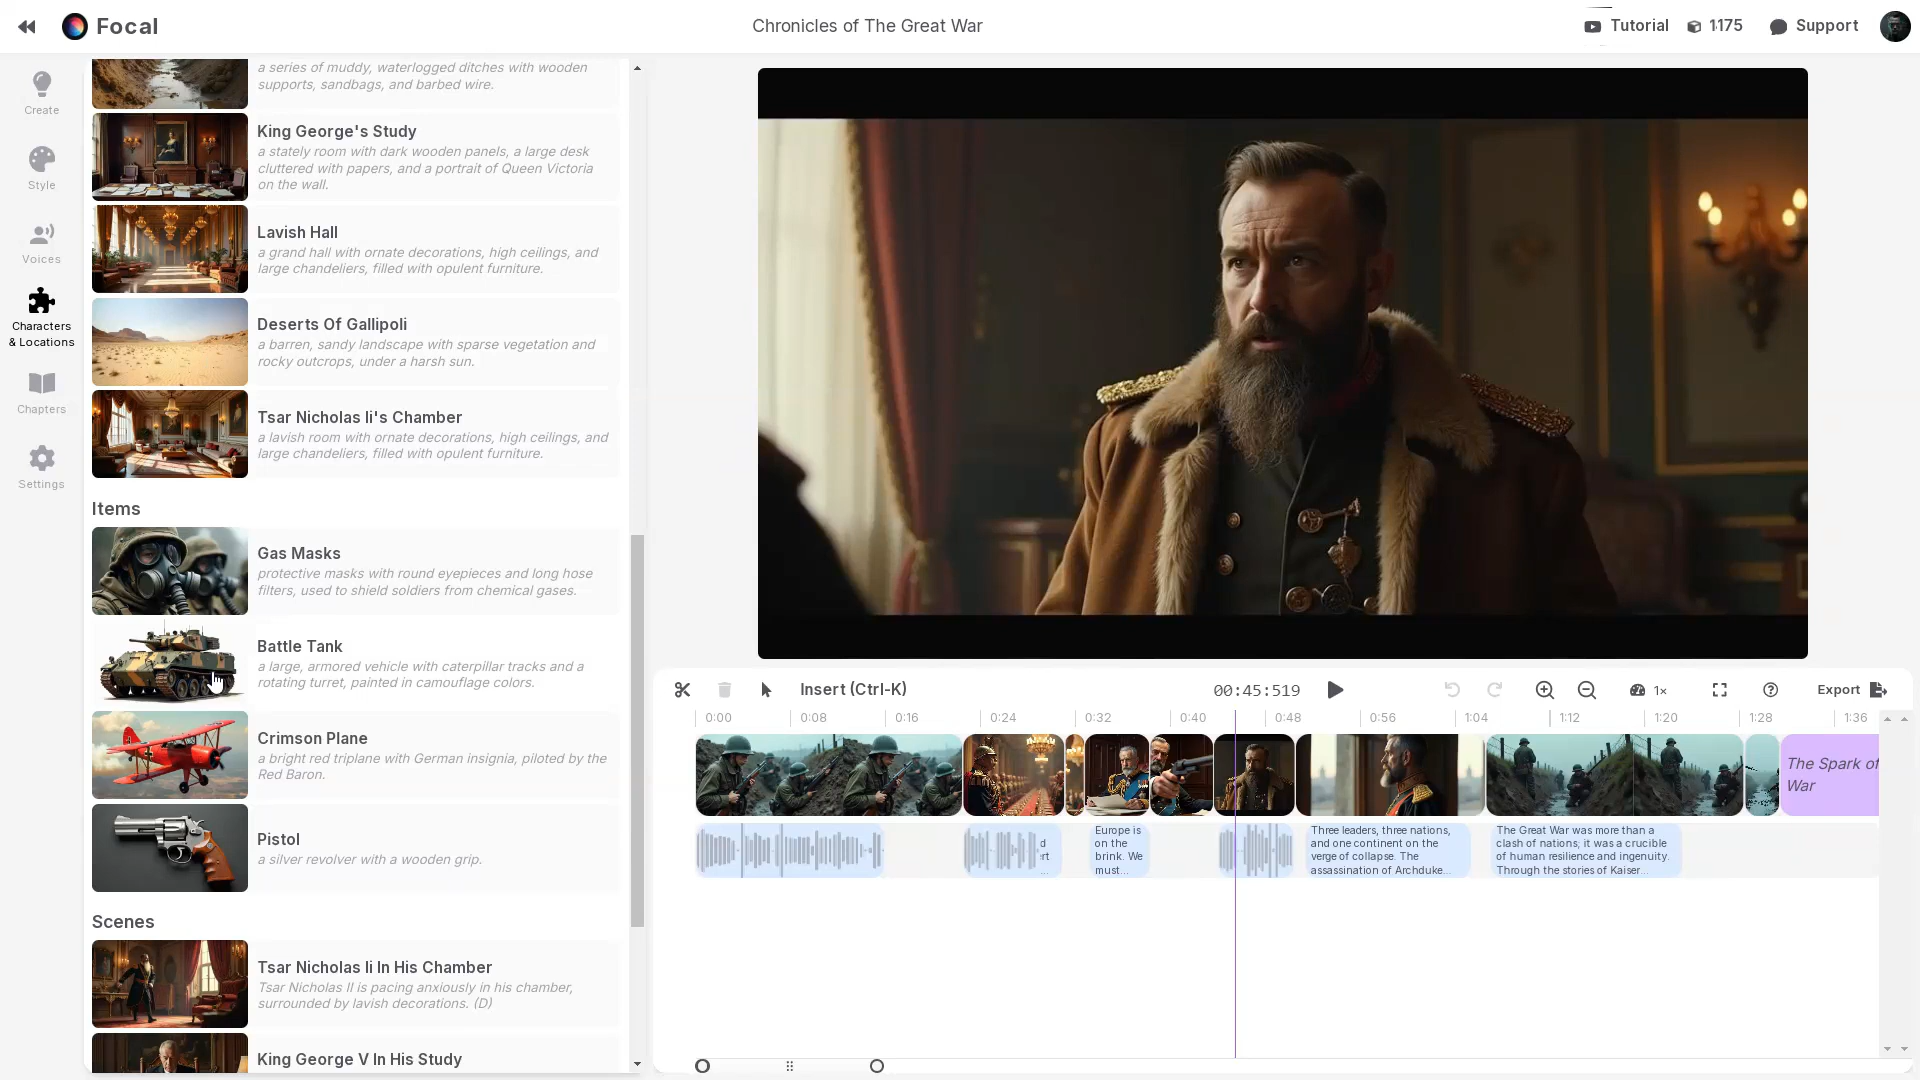 Focal
Chronicles of The Great War
Tutorial
1175
Support
Create
Style
Voices
Characters
& Locations
Chapters
Settings
a series of muddy, waterlogged ditches with wooden
supports, sandbags, and barbed wire.
King George's Study
a stately room with dark wooden panels, a large desk
cluttered with papers, and a portrait of Queen Victoria
on the wall.
Lavish Hall
a grand hall with ornate decorations, high ceilings, and
large chandeliers, filled with opulent furniture.
Deserts Of Gallipoli
a barren, sandy landscape with sparse vegetation and
rocky outcrops, under a harsh sun.
Tsar Nicholas Ii's Chamber
a lavish room with ornate decorations, high ceilings, and
large chandeliers, filled with opulent furniture.
Items
Gas Masks
protective masks with round eyepieces and long hose
filters, used to shield soldiers from chemical gases.
Battle Tank
a large, armored vehicle with caterpillar tracks and a
rotating turret, painted in camouflage colors.
Crimson Plane
a bright red triplane with German insignia, piloted by the
Red Baron.
Pistol
a silver revolver with a wooden grip.
Scenes
Tsar Nicholas Ii In His Chamber
Tsar Nicholas II is pacing anxiously in his chamber,
surrounded by lavish decorations. (D)
King George V In His Study
Insert (Ctrl-K)
00:45:519
1×
Export
0:00 0:08 0:16 0:24 0:32 0:40 0:48 0:56 1:04 1:12 1:20 1:28 1:36
The Spark of
War
d
ert
...
Europe is
on the
brink. We
must...
Three leaders, three nations,
and one continent on the
verge of collapse. The
assassination of Archduke...
The Great War was more than a
clash of nations; it was a crucible
of human resilience and ingenuity.
Through the stories of Kaiser...